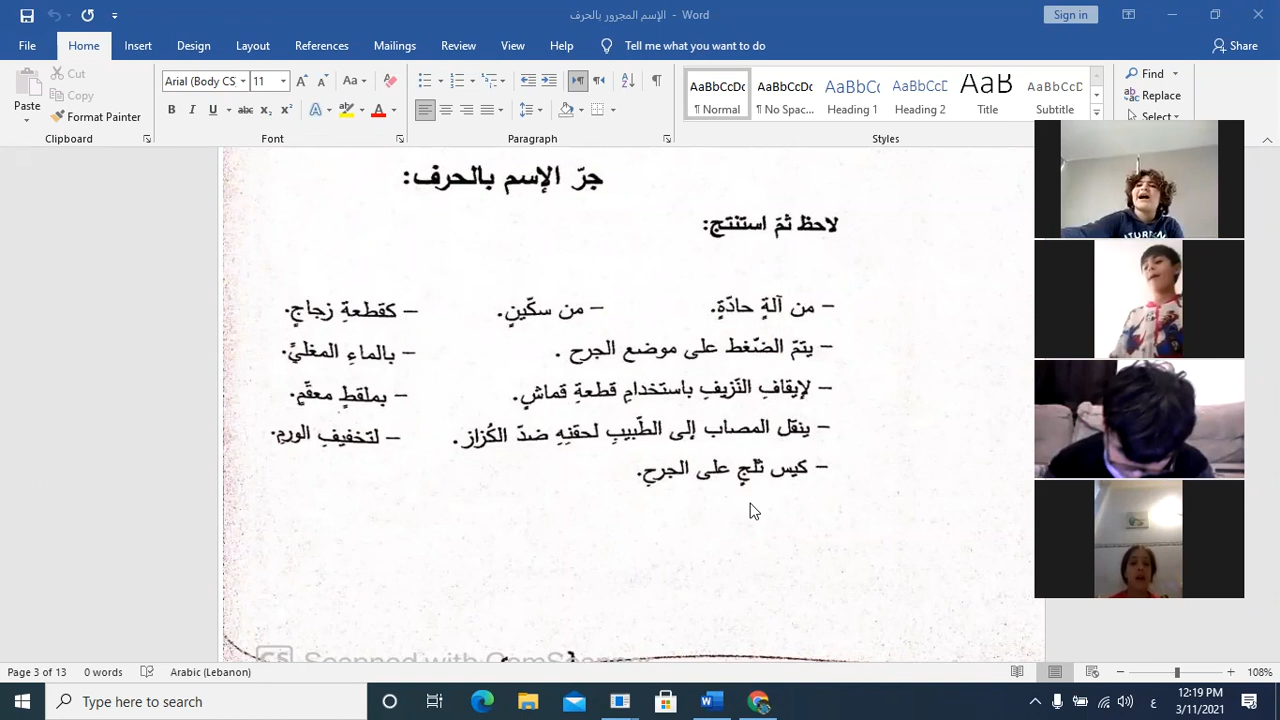 الإسم المجرور بالحرف - Word
Sign in
File Home Insert Design Layout References Mailings Review View Help Tell me what you want to do Share
Paste Cut Copy Format Painter
Arial (Body CS 11
AaBbCcDc AaBbCcDc AaBbCc AaBbCcD AaB AaBbCcD
¶ Normal ¶ No Spac... Heading 1 Heading 2 Title Subtitle
Find Replace Select
Clipboard Font Paragraph Styles
جرّ الإسم بالحرف:
لاحظ ثمّ استنتج:
– من آلةٍ حادّةٍ. – من سكّينٍ. – كقطعةِ زجاجٍ.
– يتمّ الضّغط على موضع الجرح . – بالماءِ المغليِّ.
– لإيقافِ النّزيفِ باستخدامِ قطعةِ قماشٍ. – بملقطٍ معقّمٍ.
– ينقل المصاب إلى الطّبيبِ لحقنِهِ ضدّ الكُزاز. – لتخفيفِ الورمِ.
– كيس ثلْجٍ على الجرحِ.
CS Scanned with CamScanner
Page 3 of 13 0 words Arabic (Lebanon) 108%
Type here to search
ع
12:19 PM
3/11/2021